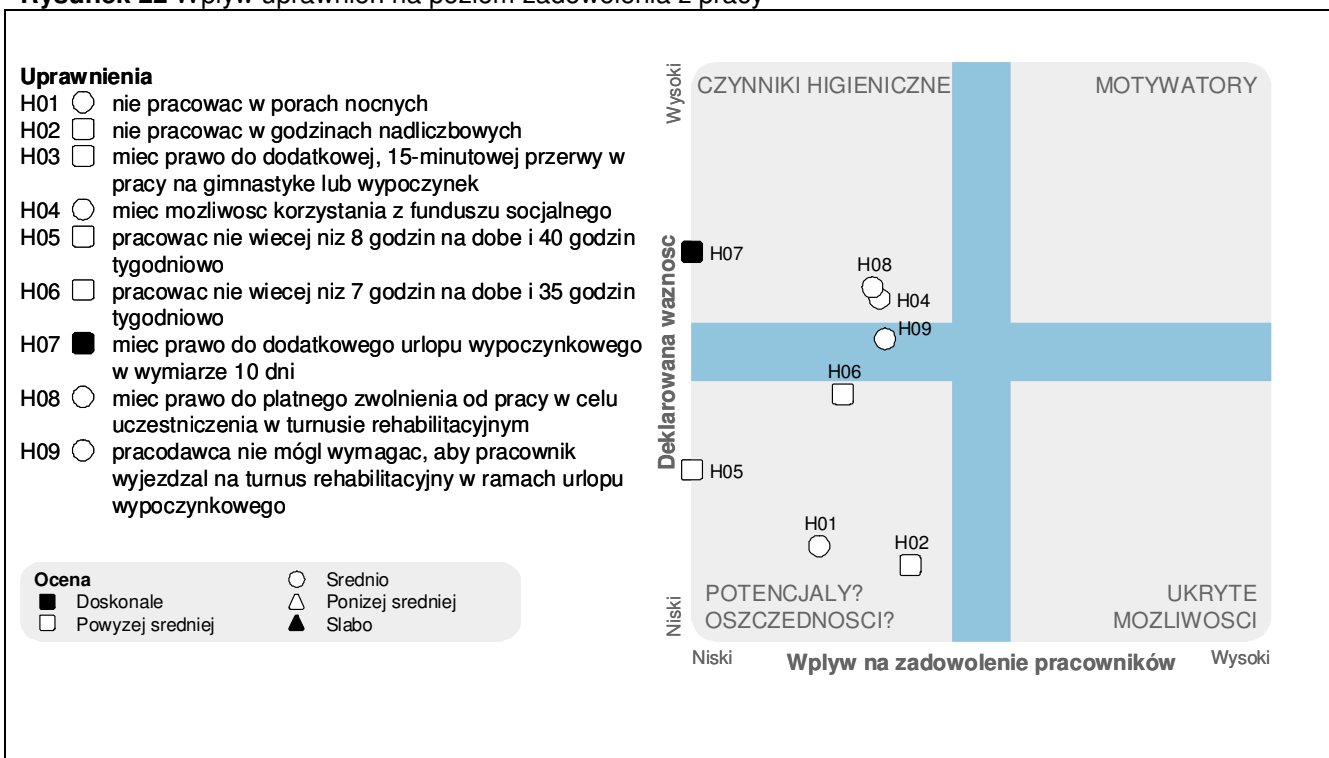 Rysunek 22 Wpływ uprawnień na poziom zadowolenia z pracy
Uprawnienia
H01 nie pracowac w porach nocnych
H02 nie pracowac w godzinach nadliczbowych
H03 miec prawo do dodatkowej, 15-minutowej przerwy w
pracy na gimnastyke lub wypoczynek
H04 miec mozliwosc korzystania z funduszu socjalnego
H05 pracowac nie wiecej niz 8 godzin na dobe i 40 godzin
tygodniowo
H06 pracowac nie wiecej niz 7 godzin na dobe i 35 godzin
tygodniowo
H07 miec prawo do dodatkowego urlopu wypoczynkowego
w wymiarze 10 dni
H08 miec prawo do platnego zwolnienia od pracy w celu
uczestniczenia w turnusie rehabilitacyjnym
H09 pracodawca nie mógl wymagac, aby pracownik
wyjezdzal na turnus rehabilitacyjny w ramach urlopu
wypoczynkowego
Ocena
Doskonale
Powyzej sredniej
Srednio
Ponizej sredniej
Slabo
Wysoki
Deklarowana waznosc
Niski
CZYNNIKI HIGIENICZNE
MOTYWATORY
H07
H08
H04
H09
H06
H05
H01
H02
POTENCJALY?
OSZCZEDNOSCI?
UKRYTE
MOZLIWOSCI
Niski
Wplyw na zadowolenie pracowników
Wysoki